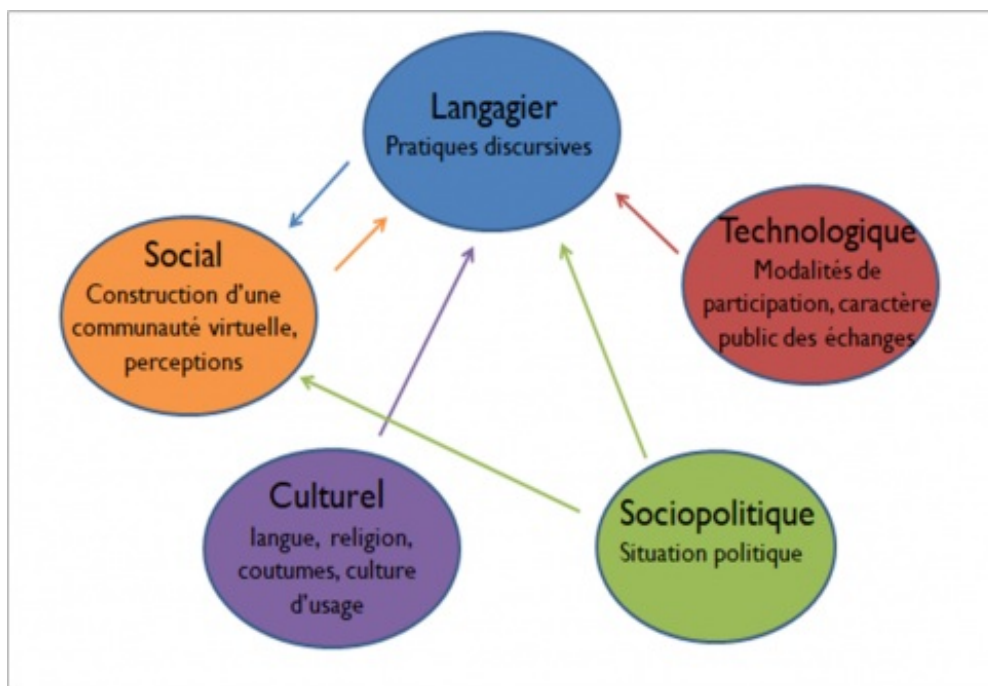 Langagier
Pratiques discursives
Technologique
Modalités de
participation, caractère
public des échanges
Social
Construction d'une
communauté virtuelle,
perceptions
Culturel
langue, religion,
coutumes, culture
d'usage
Sociopolitique
Situation politique